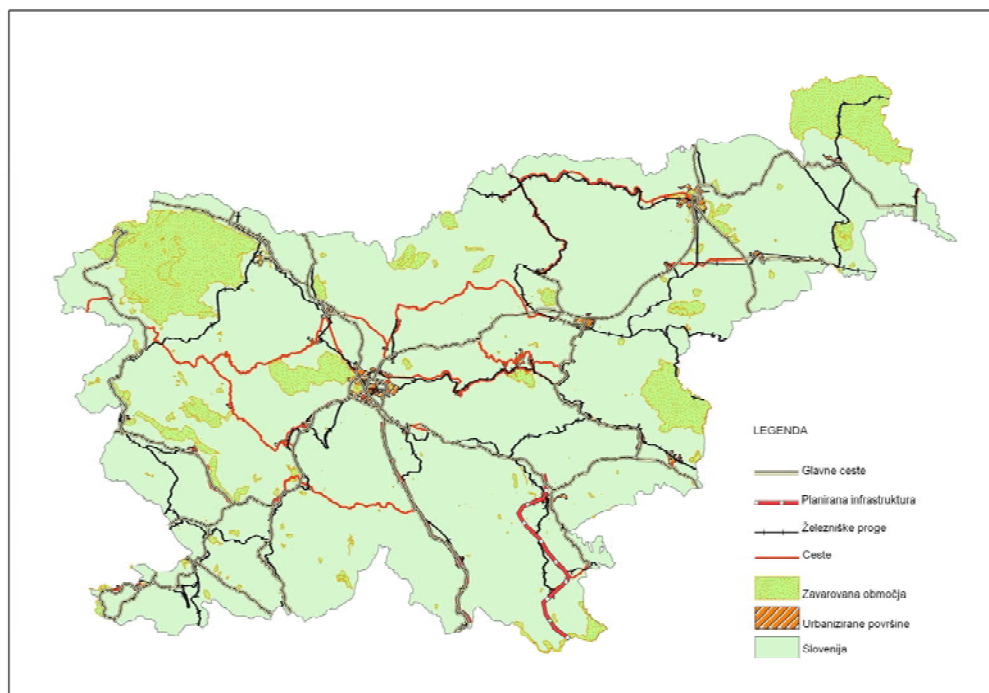 LEGENDA
Glavne ceste
Planirana infrastruktura
Železniške proge
Ceste
Zavarovana območja
Urbanizirane površine
Slovenija